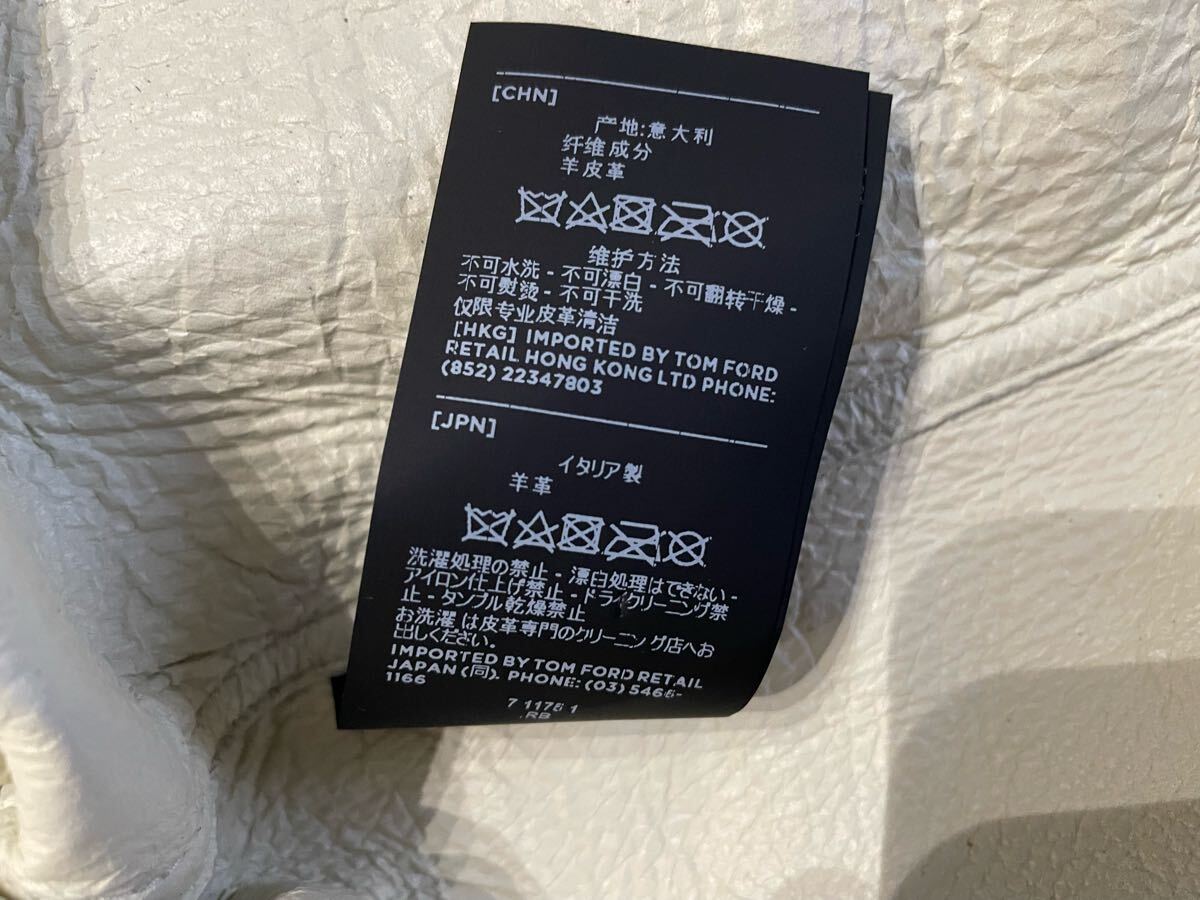 [CHN]
产地:意大利
纤维成分
羊皮革
维护方法
不可水洗 - 不可漂白 - 不可翻转干燥 -
不可熨烫 - 不可干洗
仅限专业皮革清洁
[HKG] IMPORTED BY TOM FORD
RETAIL HONG KONG LTD PHONE:
(852) 22347803
[JPN]
イタリア製
羊革
洗濯処理の禁止 - 漂白処理はできない -
アイロン仕上げ禁止 - ドライクリーニング禁
止 - タンブル乾燥禁止
お洗濯は皮革専門のクリーニング店へお
出しください。
IMPORTED BY TOM FORD RETAIL
JAPAN (同). PHONE: (03) 5466-
1166
RB